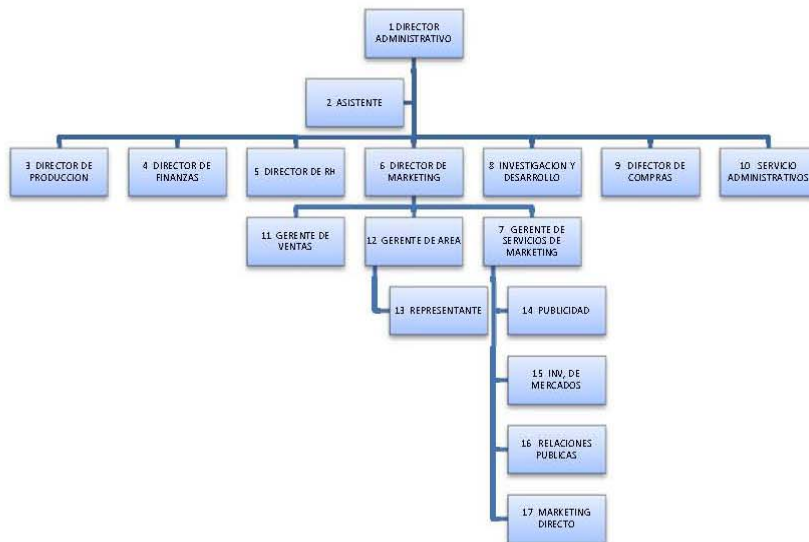 1 DIRECTOR
ADMINISTRATIVO
2 ASISTENTE
3 DIRECTOR DE
PRODUCCION
4 DIRECTOR DE
FINANZAS
5 DIRECTOR DE RH
6 DIRECTOR DE
MARKETING
8 INVESTIGACION Y
DESARROLLO
9 DIFECTOR DE
COMPRAS
10 SERVICIO
ADMINISTRATIVOS
11 GERENTE DE
VENTAS
12 GERENTE DE AREA
7 GERENTE DE
SERVICIOS DE
MARKETING
13 REPRESENTANTE
14 PUBLICIDAD
15 INV, DE
MERCADOS
16 RELACIONES
PUBLICAS
17 MARKETING
DIRECTO